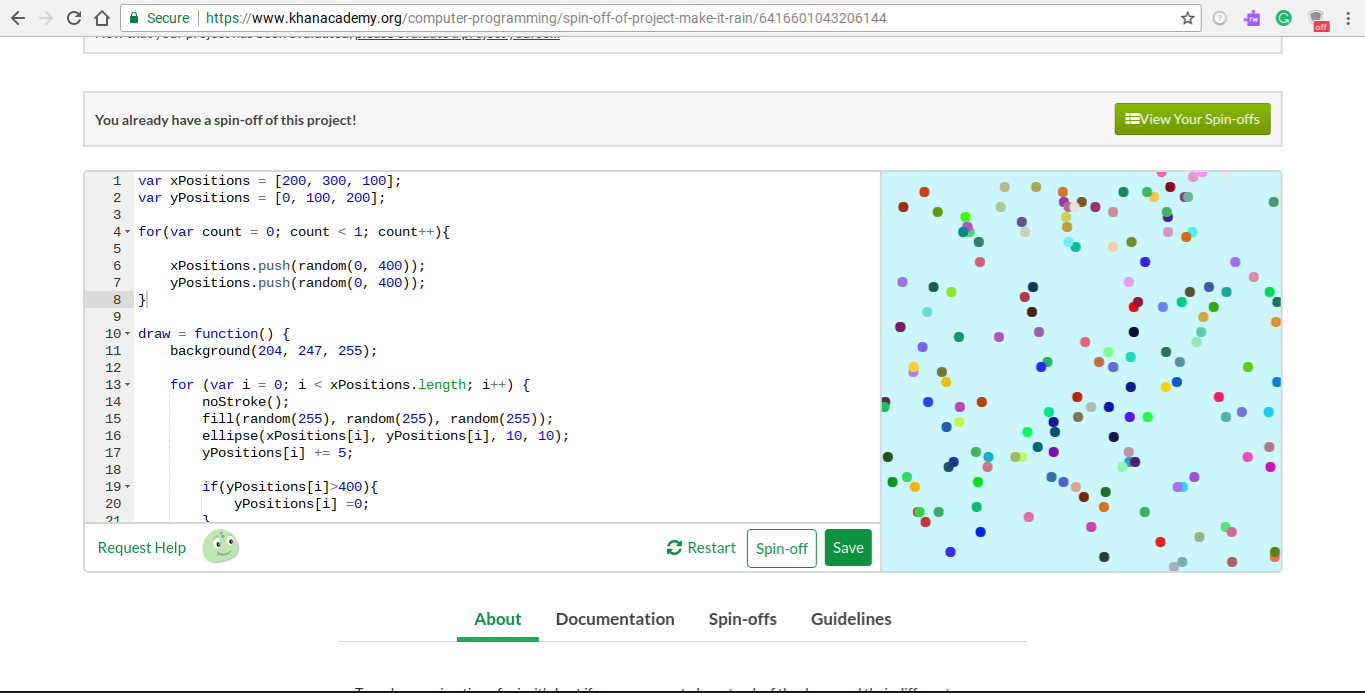 Secure https://www.khanacademy.org/computer-programming/spin-off-of-project-make-it-rain/6416601043206144
off
You already have a spin-off of this project!
View Your Spin-offs
1 var xPositions = [200, 300, 100];
2 var yPositions = [0, 100, 200];
3
4 for(var count = 0; count < 1; count++){
5
6 xPositions.push(random(0, 400));
7 yPositions.push(random(0, 400));
8 }
9
10 draw = function() {
11 background(204, 247, 255);
12
13 for (var i = 0; i < xPositions.length; i++) {
14 noStroke();
15 fill(random(255), random(255), random(255));
16 ellipse(xPositions[i], yPositions[i], 10, 10);
17 yPositions[i] += 5;
18
19 if(yPositions[i]>400){
20 yPositions[i] =0;
21 }
Request Help
Restart
Spin-off
Save
About Documentation Spin-offs Guidelines